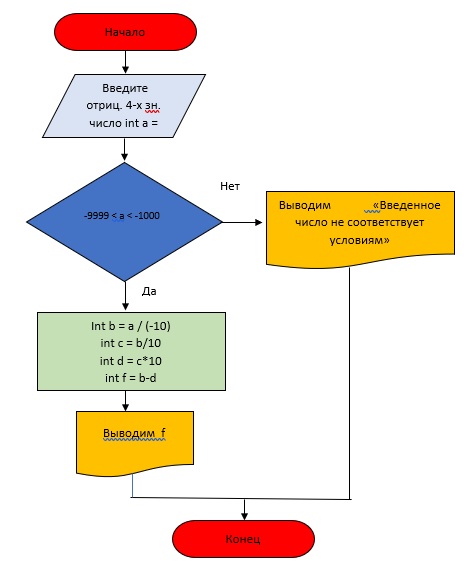 Начало
Введите
отриц. 4-х зн.
число int a =
-9999 < a < -1000
Нет
Выводим «Введенное
число не соответствует
условиям»
Да
Int b = a / (-10)
int c = b/10
int d = c*10
int f = b-d
Выводим f
Конец